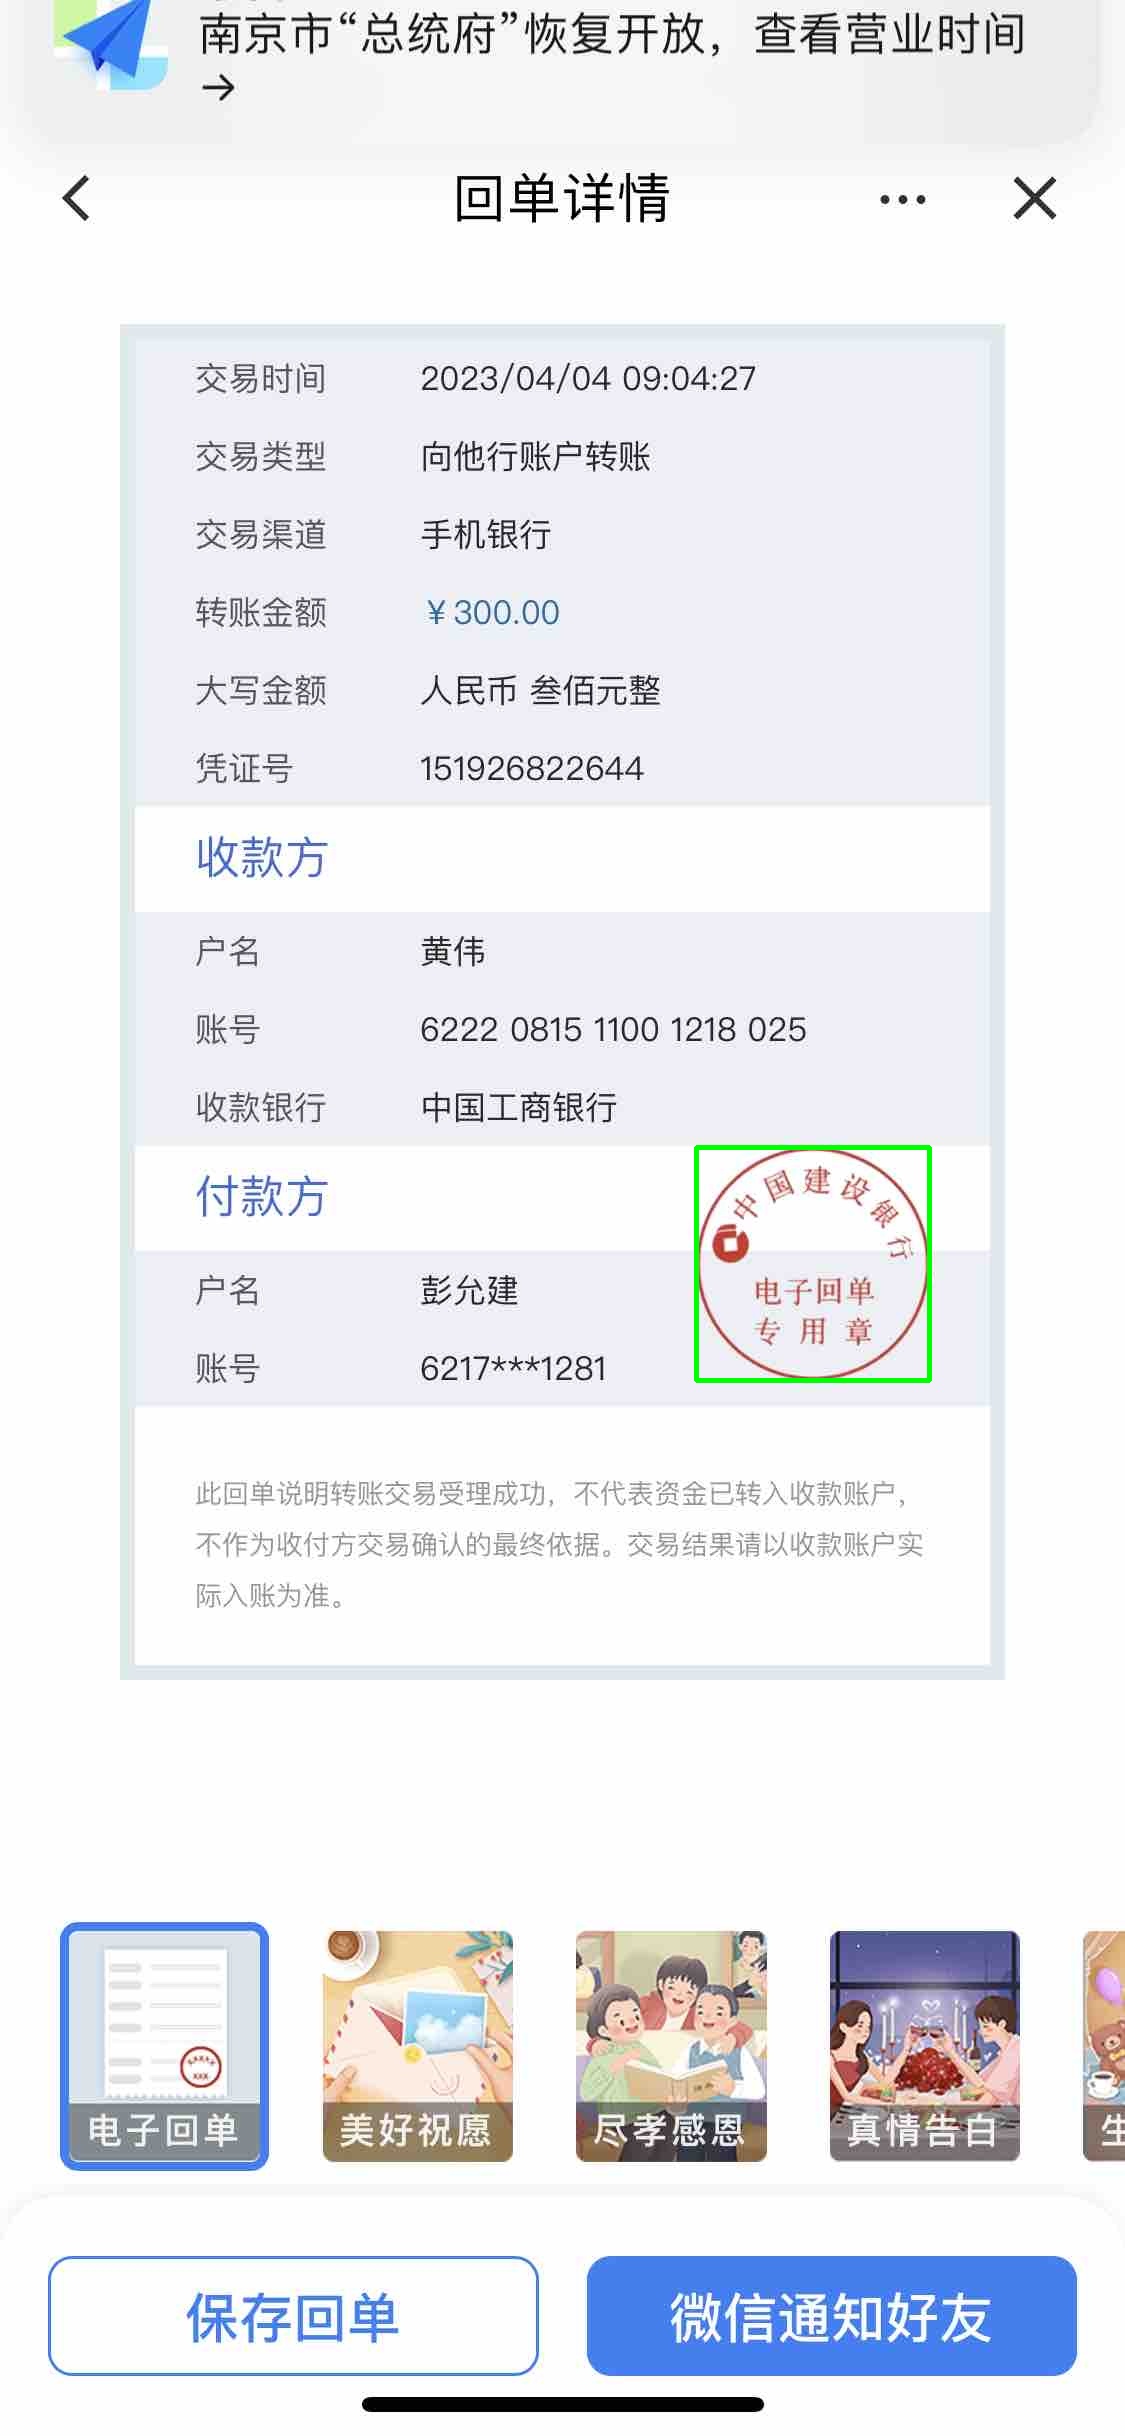 南京市“总统府”恢复开放，查看营业时间
→
回单详情
交易时间 2023/04/04 09:04:27
交易类型 向他行账户转账
交易渠道 手机银行
转账金额 ￥300.00
大写金额 人民币 叁佰元整
凭证号 151926822644
收款方
户名 黄伟
账号 6222 0815 1100 1218 025
收款银行 中国工商银行
付款方
中国建设银行
电子回单
专用章
户名 彭允建
账号 6217***1281
此回单说明转账交易受理成功，不代表资金已转入收款账户，
不作为收付方交易确认的最终依据。交易结果请以收款账户实
际入账为准。
电子回单 美好祝愿 尽孝感恩 真情告白 生
保存回单 微信通知好友